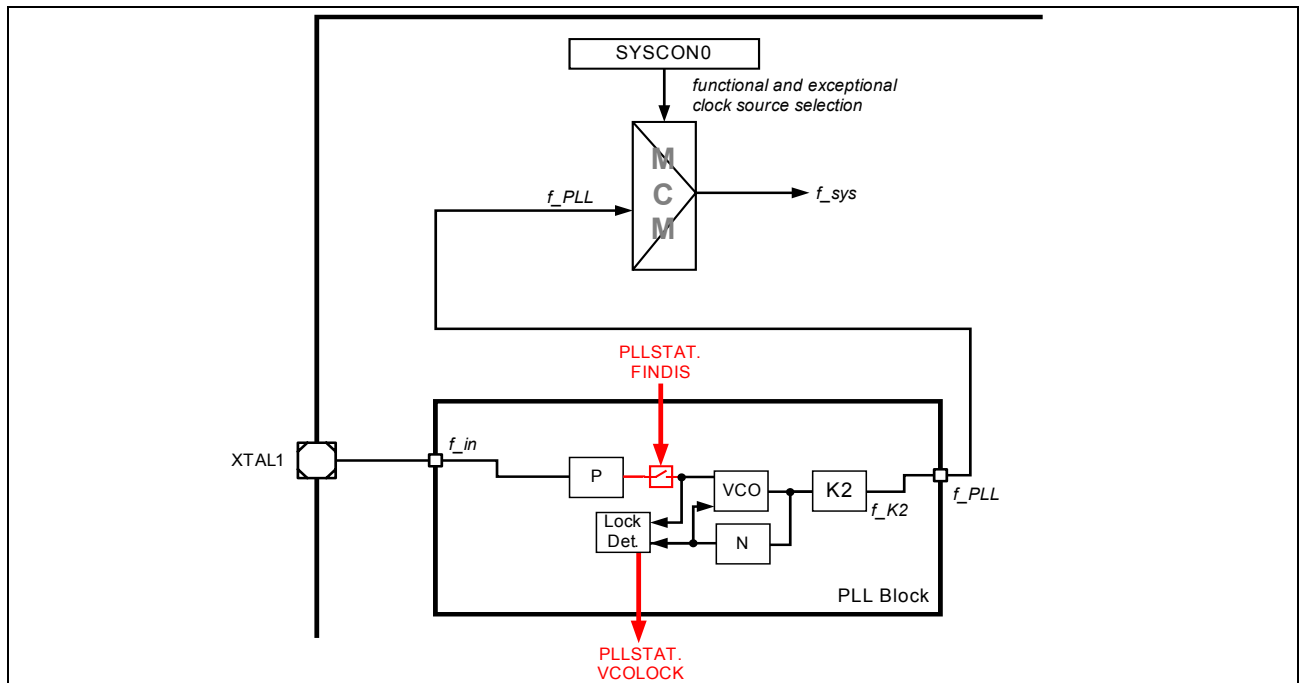 SYSCON0
functional and exceptional
clock source selection
M
C
M
f_PLL
f_sys
PLLSTAT.
FINDIS
XTAL1
f_in
P
VCO
K2
f_K2
f_PLL
Lock
Det.
N
PLL Block
PLLSTAT.
VCOLOCK